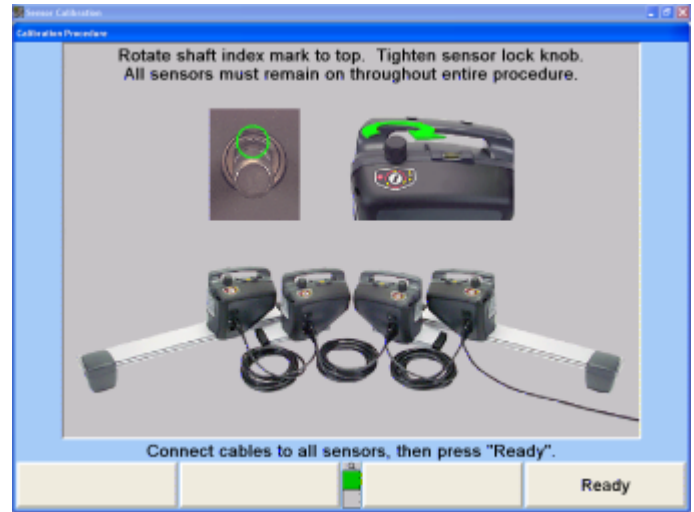 Sensor Calibration
Calibration Procedure
Rotate shaft index mark to top. Tighten sensor lock knob.
All sensors must remain on throughout entire procedure.
Connect cables to all sensors, then press "Ready".
Ready